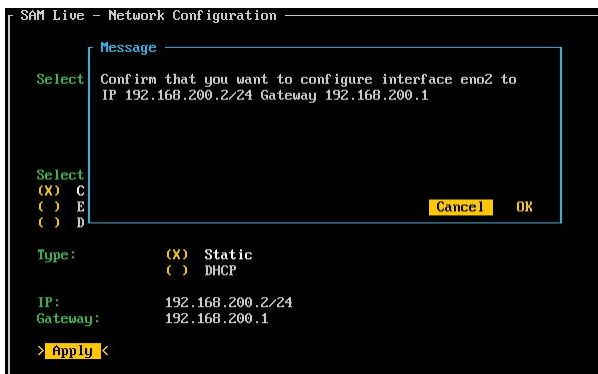 SAM Live - Network Configuration
Message
Select
Confirm that you want to configure interface eno2 to
IP 192.168.200.2/24 Gateway 192.168.200.1
Select
(X) C
( ) E
( ) D
Cancel OK
Type: (X) Static
( ) DHCP
IP: 192.168.200.2/24
Gateway: 192.168.200.1
> Apply <